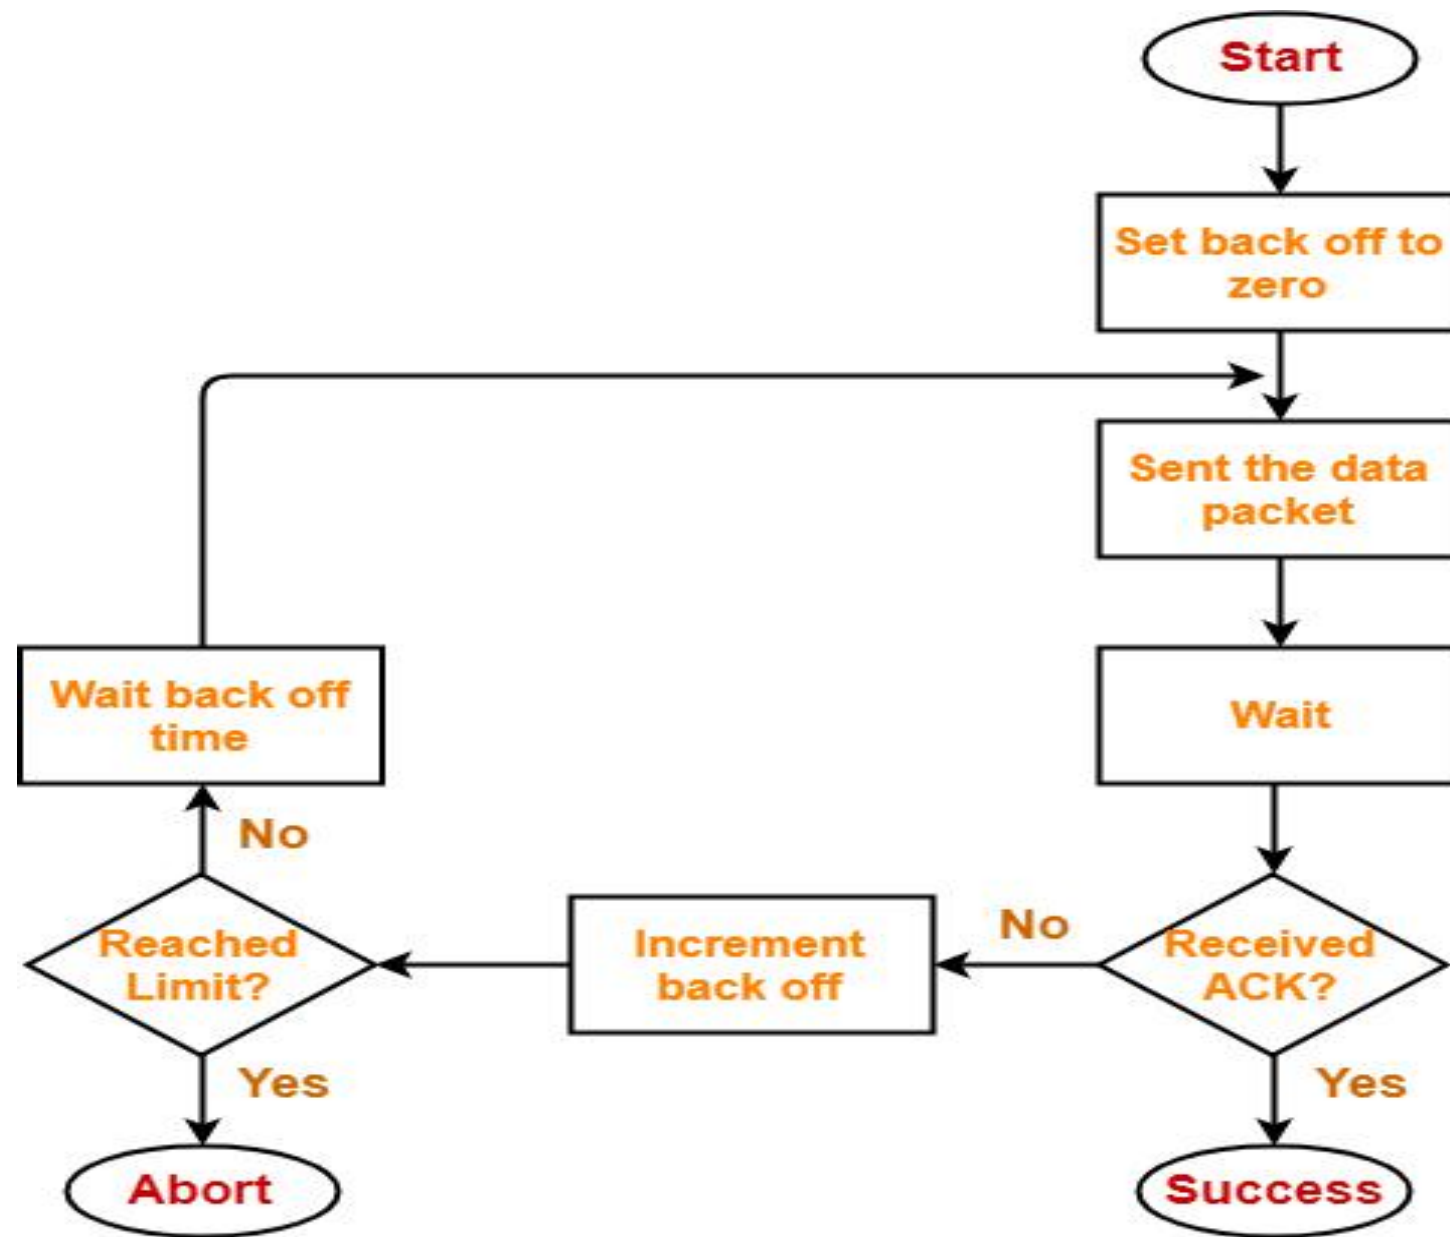 Start
Set back off to
zero
Sent the data
packet
Wait
Received
ACK?
No
Yes
Success
Increment
back off
Reached
Limit?
No
Yes
Abort
Wait back off
time